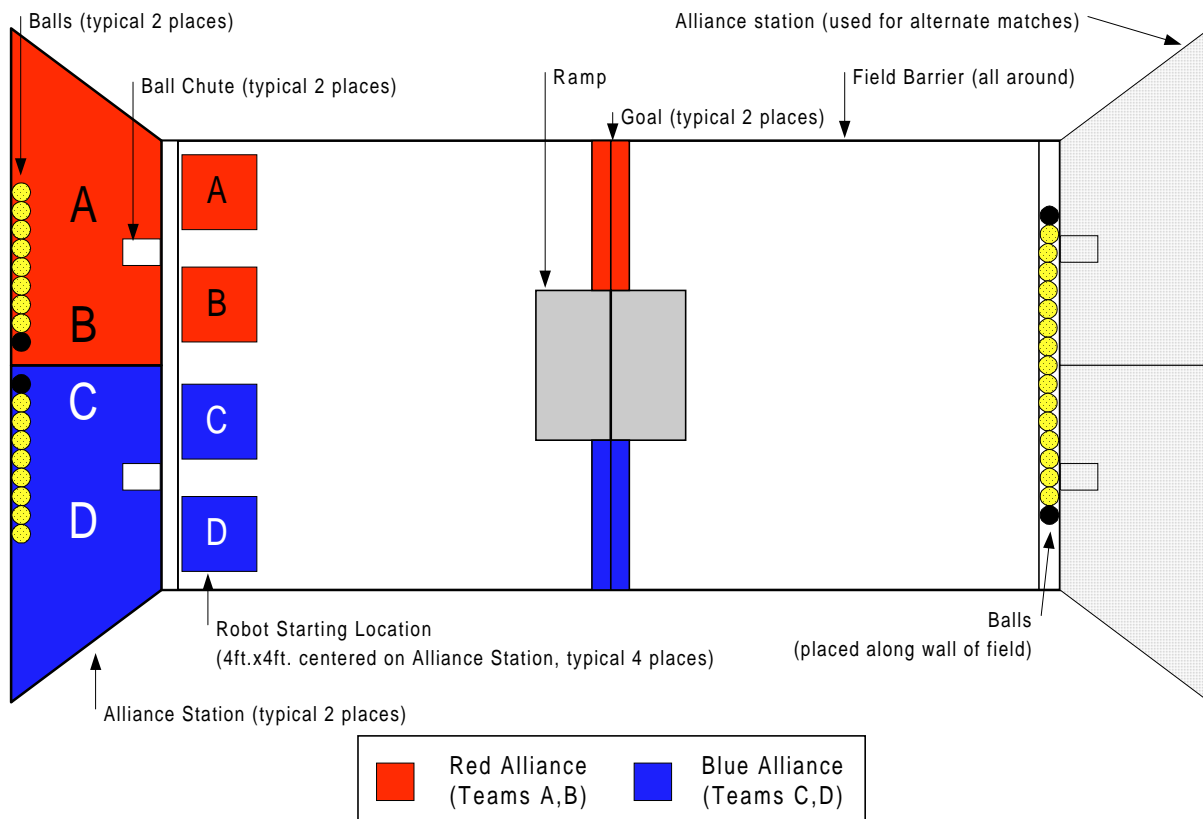 Balls (typical 2 places)
Alliance station (used for alternate matches)
Ball Chute (typical 2 places)
Ramp
Field Barrier (all around)
Goal (typical 2 places)
A
B
C
D
A
B
C
D
Robot Starting Location
(4ft.x4ft. centered on Alliance Station, typical 4 places)
Balls
(placed along wall of field)
Alliance Station (typical 2 places)
Red Alliance
(Teams A,B)
Blue Alliance
(Teams C,D)